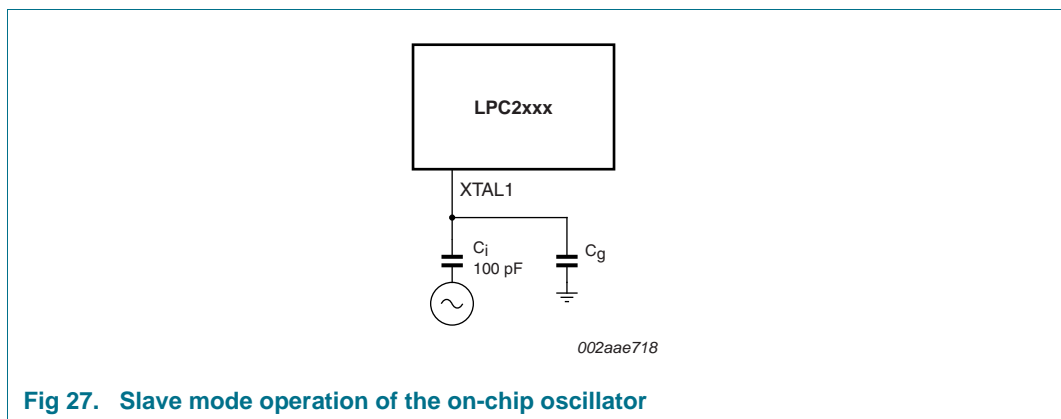 LPC2xxx
XTAL1
Ci
100 pF
Cg
002aae718
Fig 27. Slave mode operation of the on-chip oscillator